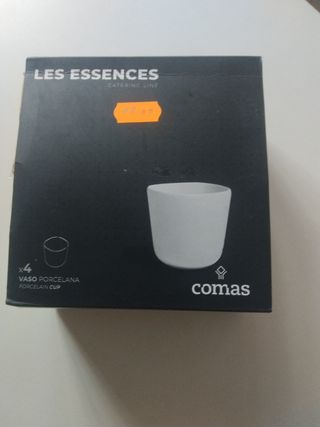 LES ESSENCES
CATERING LINE
x4
VASO PORCELANA
PORCELAIN CUP
comas